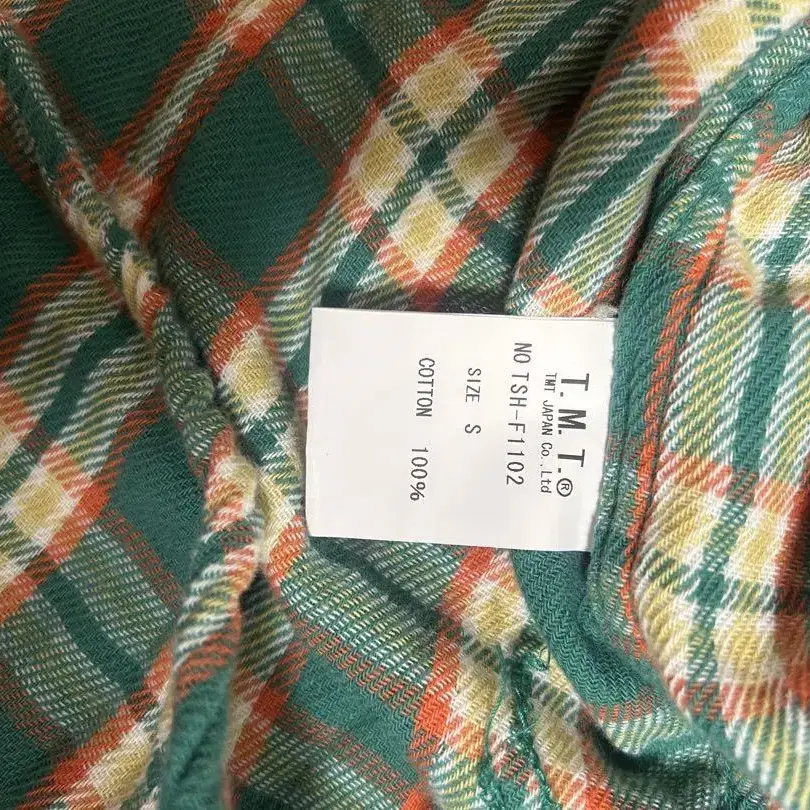 T.M.T.®
TMT JAPAN Co.,Ltd
NO TSH-F1102
SIZE S
COTTON 100%